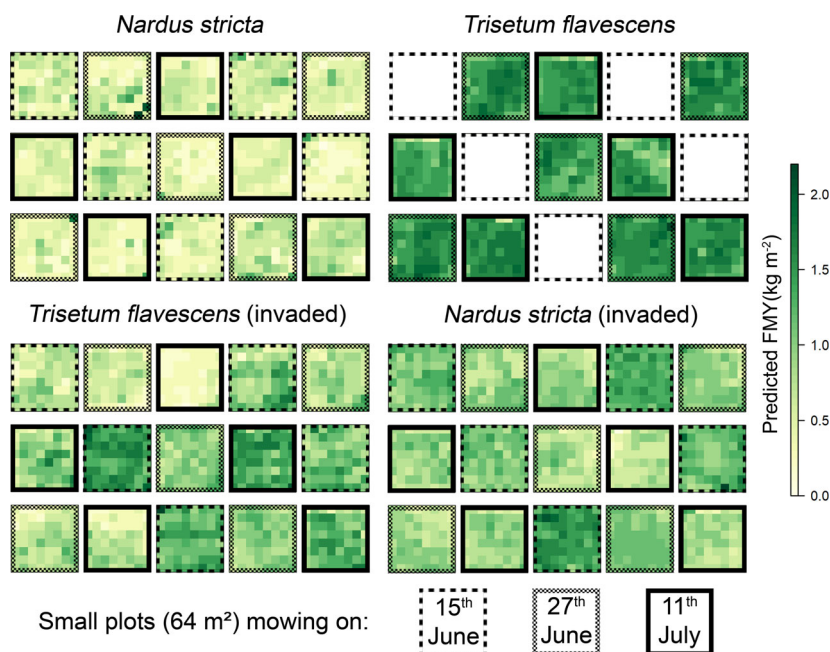 Nardus stricta
Trisetum flavescens
Trisetum flavescens (invaded)
Nardus stricta (invaded)
Predicted FMY(kg m⁻²)
2.0
1.5
1.0
0.5
0.0
Small plots (64 m²) mowing on:
15th
June
27th
June
11th
July